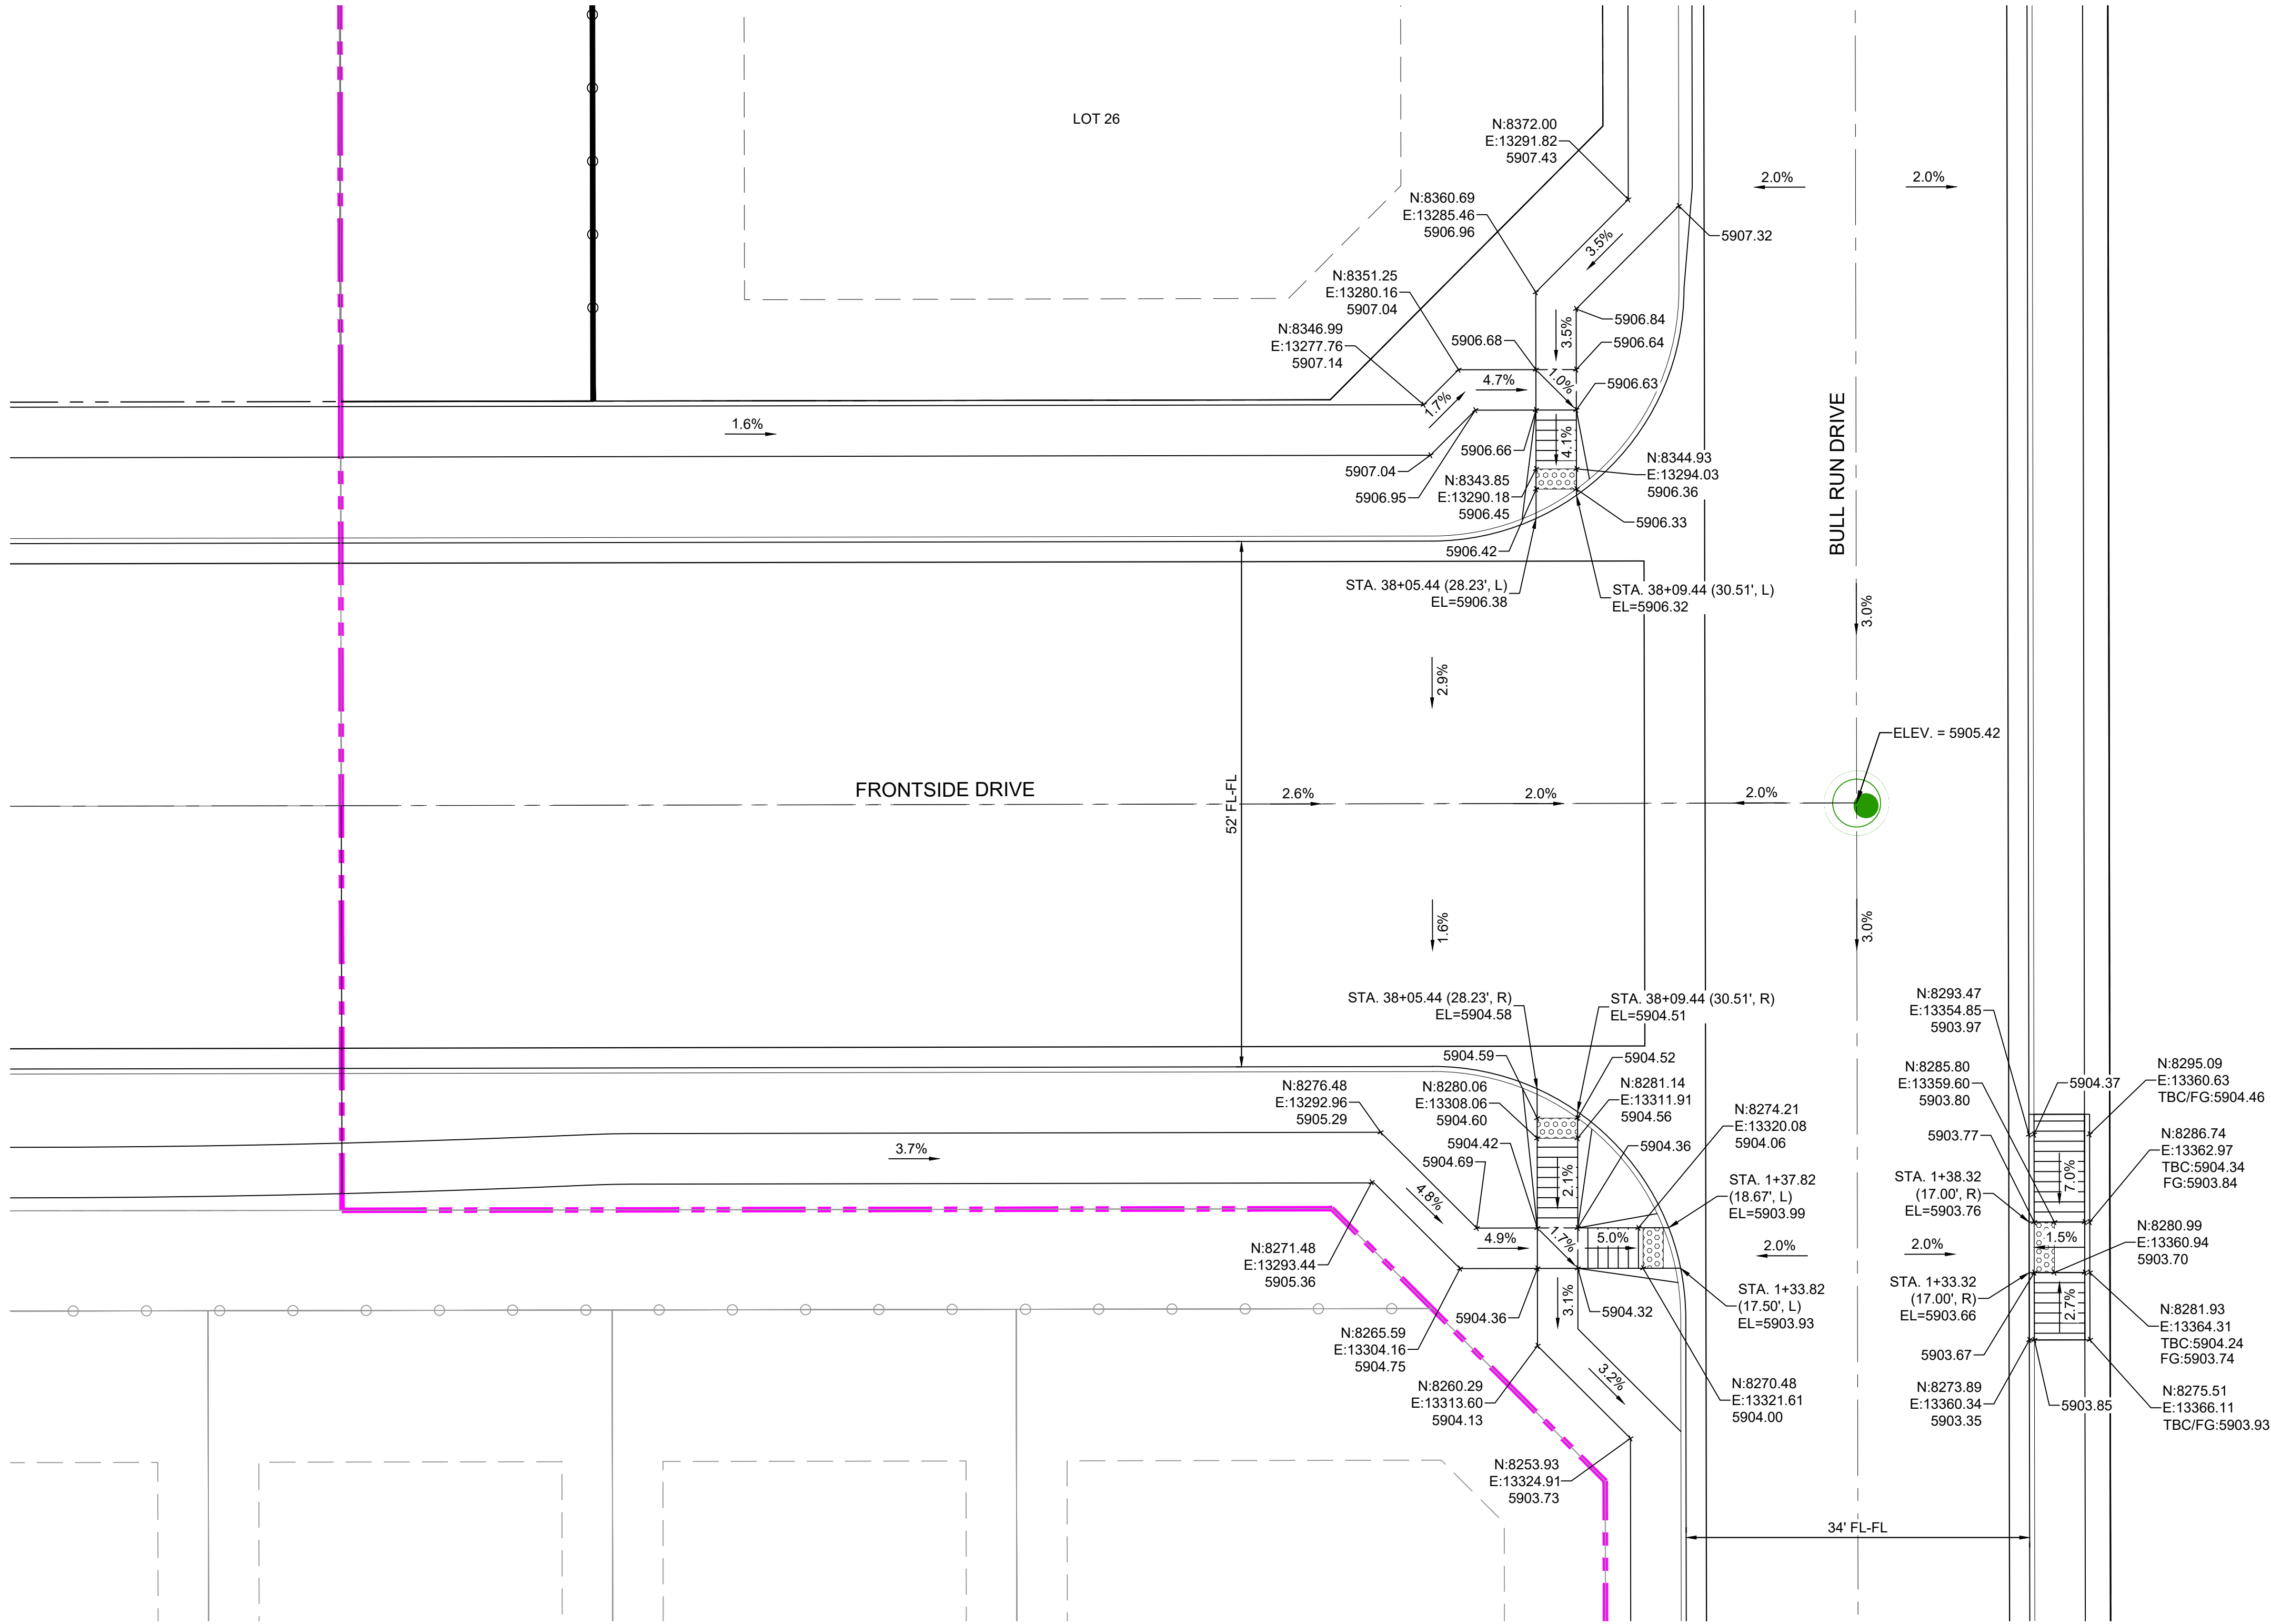 LOT 26
N:8372.00
E:13291.82
5907.43
2.0%
2.0%
N:8360.69
E:13285.46
5906.96
3.5%
5907.32
N:8351.25
E:13280.16
5907.04
N:8346.99
E:13277.76
5907.14
5906.68
3.5%
5906.84
5906.64
4.7%
1.0%
5906.63
1.7%
1.6%
5906.66
4.1%
5907.04
5906.95
N:8343.85
E:13290.18
5906.45
N:8344.93
E:13294.03
5906.36
5906.33
5906.42
BULL RUN DRIVE
STA. 38+05.44 (28.23', L)
EL=5906.38
STA. 38+09.44 (30.51', L)
EL=5906.32
3.0%
2.9%
ELEV. = 5905.42
FRONTSIDE DRIVE
52' FL-FL
2.6%
2.0%
2.0%
1.6%
3.0%
STA. 38+05.44 (28.23', R)
EL=5904.58
STA. 38+09.44 (30.51', R)
EL=5904.51
5904.59
5904.52
N:8276.48
E:13292.96
5905.29
N:8280.06
E:13308.06
5904.60
N:8281.14
E:13311.91
5904.56
N:8274.21
E:13320.08
5904.06
5904.42
5904.36
5904.69
3.7%
2.1%
4.8%
4.9%
1.7%
5.0%
STA. 1+37.82
(18.67', L)
EL=5903.99
2.0%
N:8271.48
E:13293.44
5905.36
3.1%
5904.36
5904.32
STA. 1+33.82
(17.50', L)
EL=5903.93
N:8265.59
E:13304.16
5904.75
3.2%
N:8260.29
E:13313.60
5904.13
N:8270.48
E:13321.61
5904.00
N:8253.93
E:13324.91
5903.73
N:8293.47
E:13354.85
5903.97
N:8285.80
E:13359.60
5903.80
5904.37
N:8295.09
E:13360.63
TBC/FG:5904.46
5903.77
N:8286.74
E:13362.97
TBC:5904.34
FG:5903.84
7.0%
STA. 1+38.32
(17.00', R)
EL=5903.76
2.0%
1.5%
N:8280.99
E:13360.94
5903.70
STA. 1+33.32
(17.00', R)
EL=5903.66
2.7%
N:8281.93
E:13364.31
TBC:5904.24
FG:5903.74
5903.67
N:8273.89
E:13360.34
5903.35
5903.85
N:8275.51
E:13366.11
TBC/FG:5903.93
34' FL-FL